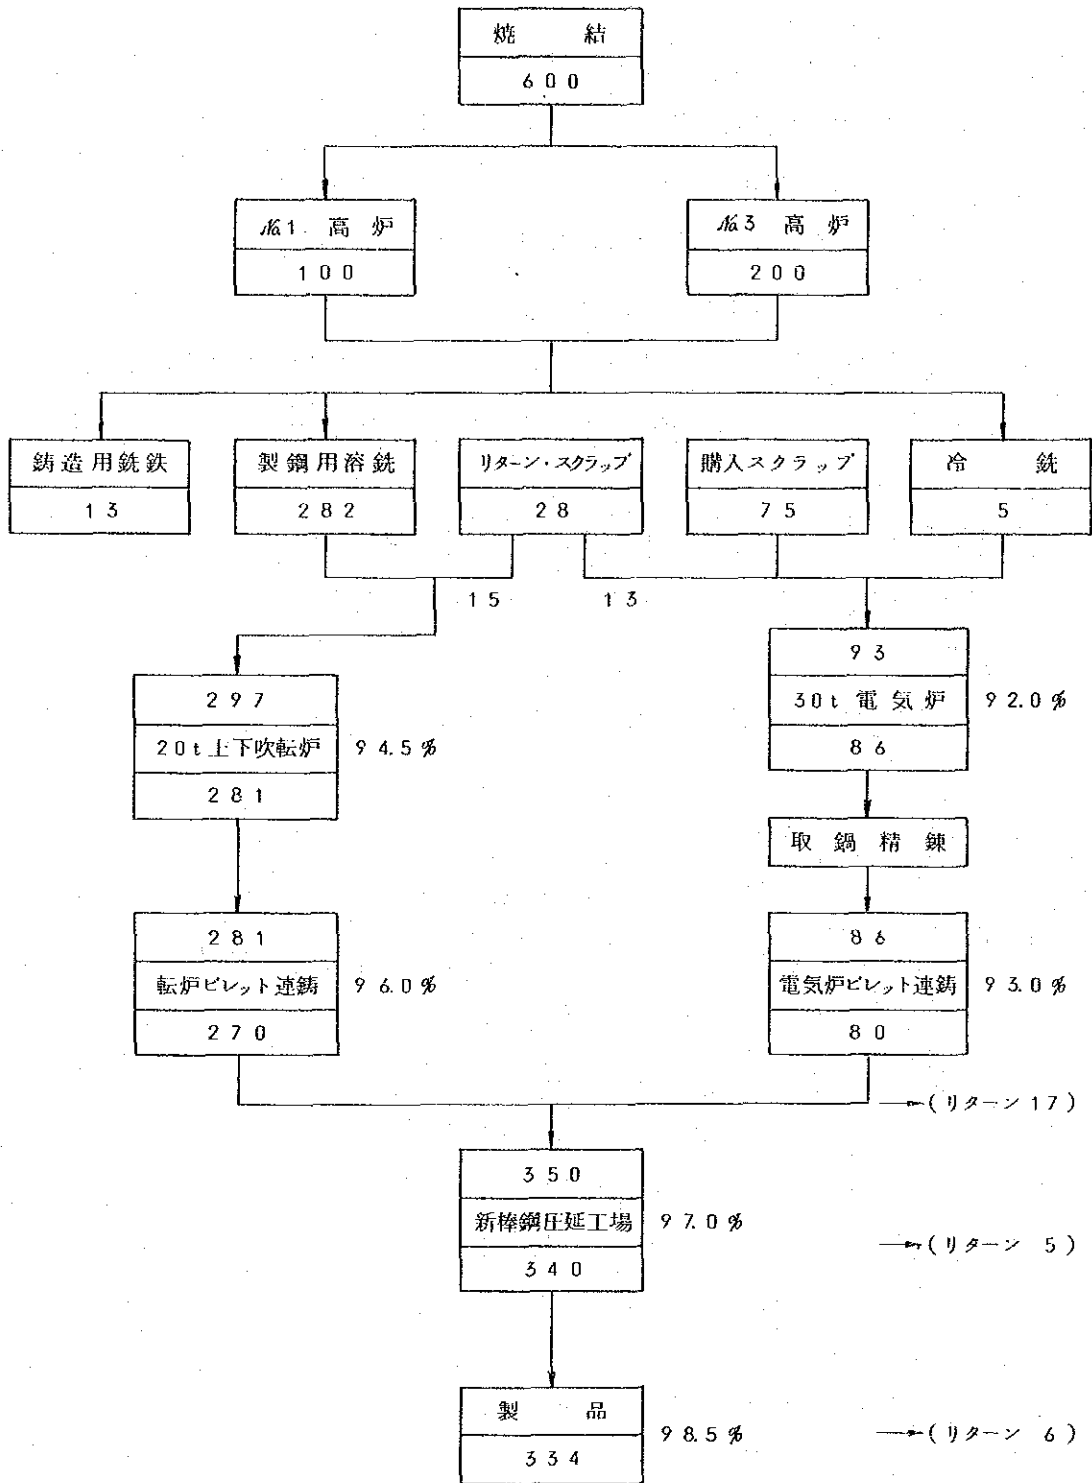 焼 結
600
№1 高 炉
100
№3 高 炉
200
鋳造用銑鉄
13
製鋼用溶銑
282
リターン・スクラップ
28
購入スクラップ
75
冷 銑
5
15
13
297
20t上下吹転炉
94.5%
281
93
30t 電気炉
92.0%
86
取 鍋 精 錬
281
転炉ビレット連鋳
96.0%
270
86
電気炉ビレット連鋳
93.0%
80
(リターン 17)
350
新棒鋼圧延工場
97.0%
340
(リターン 5)
製 品
334
98.5%
(リターン 6)